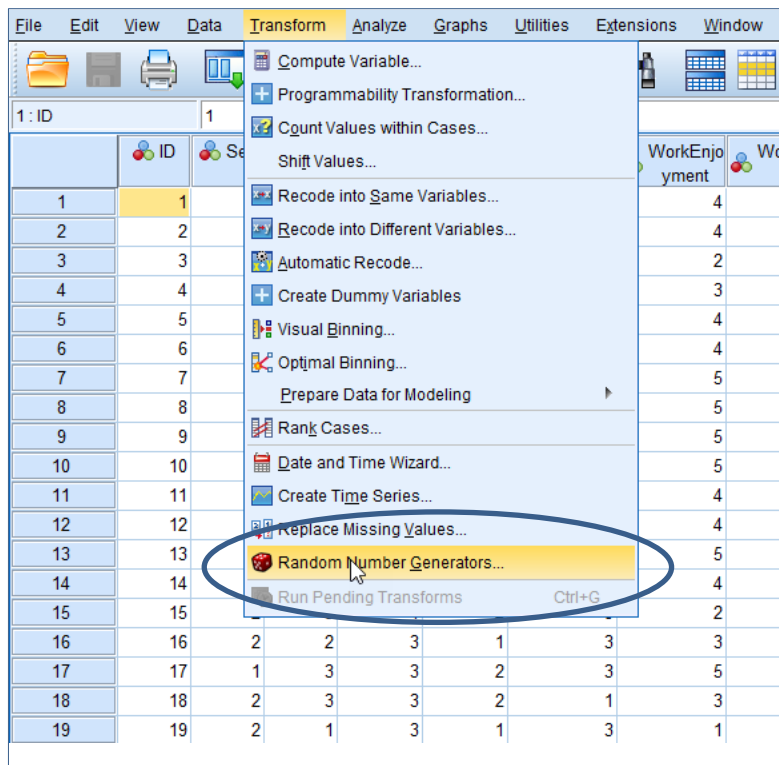 File Edit View Data Transform Analyze Graphs Utilities Extensions Window
1 : ID 1
ID Se WorkEnjo Wo
yment
Compute Variable...
Programmability Transformation...
Count Values within Cases...
Shift Values...
Recode into Same Variables...
Recode into Different Variables...
Automatic Recode...
Create Dummy Variables
Visual Binning...
Optimal Binning...
Prepare Data for Modeling
Rank Cases...
Date and Time Wizard...
Create Time Series...
Replace Missing Values...
Random Number Generators...
Run Pending Transforms Ctrl+G
1 1 4
2 2 4
3 3 2
4 4 3
5 5 4
6 6 4
7 7 5
8 8 5
9 9 5
10 10 5
11 11 4
12 12 4
13 13 5
14 14 4
15 15 2
16 16 2 2 3 1 3 3
17 17 1 3 3 2 3 5
18 18 2 3 3 2 1 3
19 19 2 1 3 1 3 1